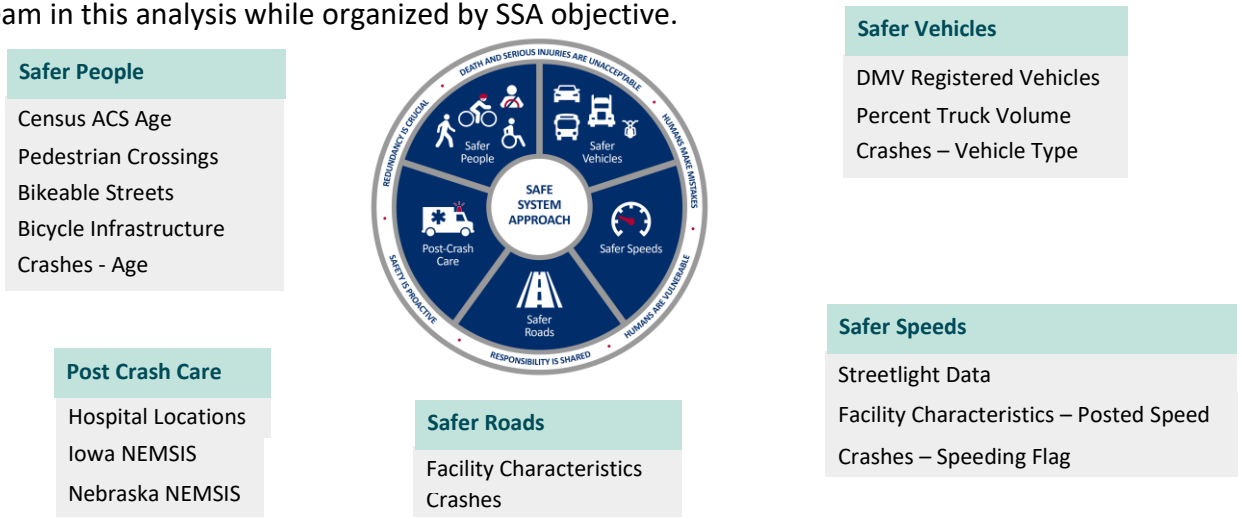 eam in this analysis while organized by SSA objective.
Safer People
Census ACS Age
Pedestrian Crossings
Bikeable Streets
Bicycle Infrastructure
Crashes - Age
DEATH AND SERIOUS INJURIES ARE UNACCEPTABLE
HUMANS MAKE MISTAKES
HUMANS ARE VULNERABLE
RESPONSIBILITY IS SHARED
SAFETY IS PROACTIVE
REDUNDANCY IS CRUCIAL
Safer
People
Safer
Vehicles
SAFE
SYSTEM
APPROACH
Post-Crash
Care
Safer Speeds
Safer
Roads
Safer Vehicles
DMV Registered Vehicles
Percent Truck Volume
Crashes – Vehicle Type
Post Crash Care
Hospital Locations
Iowa NEMSIS
Nebraska NEMSIS
Safer Roads
Facility Characteristics
Crashes
Safer Speeds
Streetlight Data
Facility Characteristics – Posted Speed
Crashes – Speeding Flag